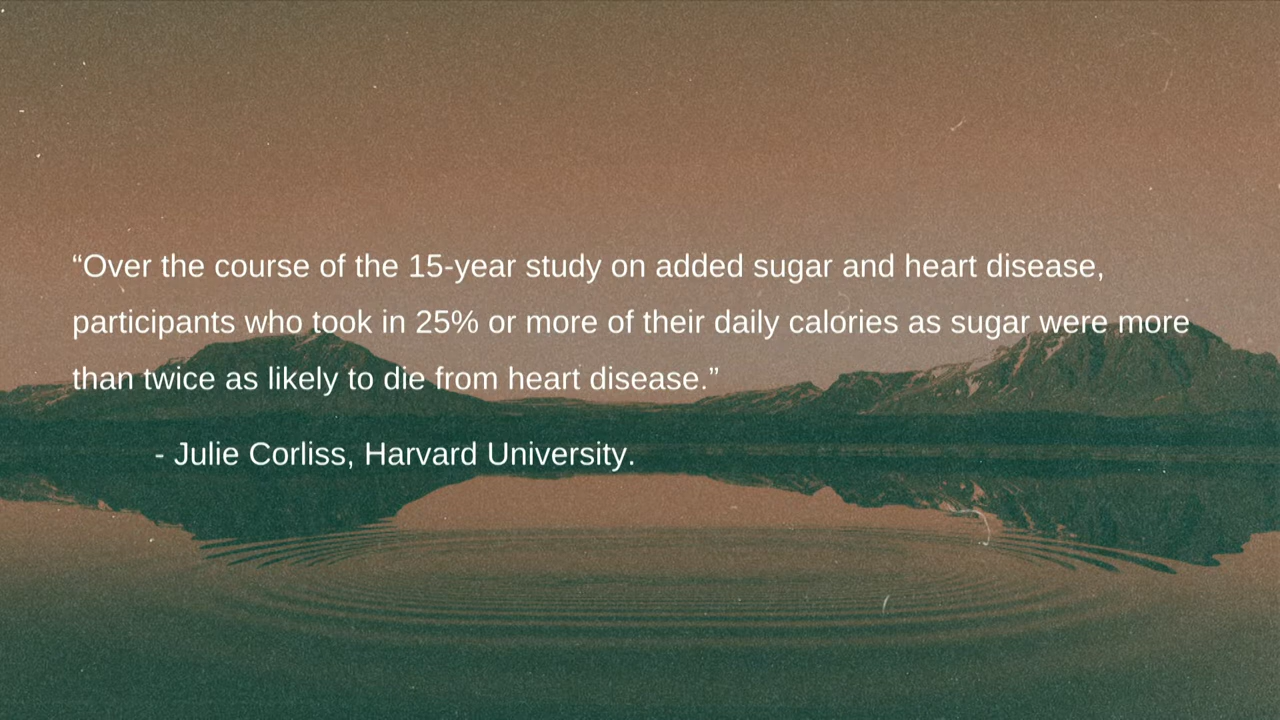 “Over the course of the 15-year study on added sugar and heart disease,
participants who took in 25% or more of their daily calories as sugar were more
than twice as likely to die from heart disease.”
- Julie Corliss, Harvard University.